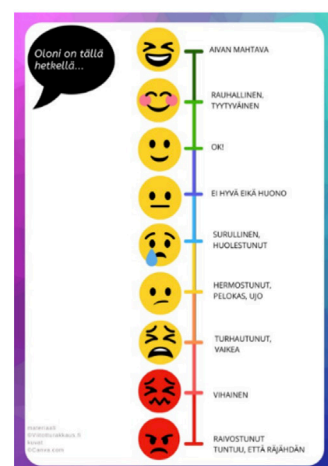 Oloni on tällä
hetkellä...
AIVAN MAHTAVA
RAUHALLINEN,
TYYTYVÄINEN
OK!
EI HYVÄ EIKÄ HUONO
SURULLINEN,
HUOLESTUNUT
HERMOSTUNUT,
PELOKAS, UJO
TURHAUTUNUT,
VAIKEA
VIHAINEN
RAIVOSTUNUT
TUNTUU, ETTÄ RÄJÄHDÄN
©Canva.com